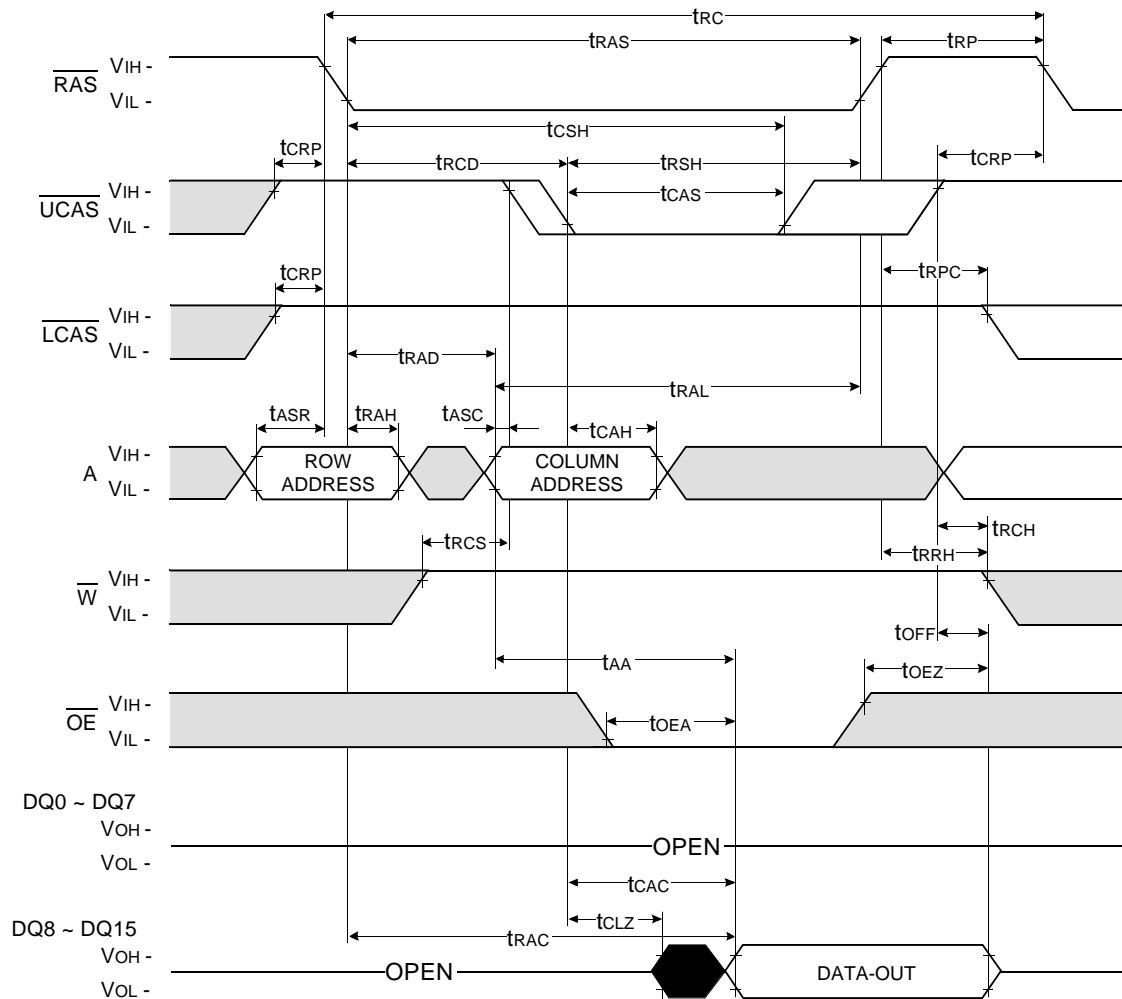 tRC
tRAS
tRP
RAS
VIH -
VIL -
tCSH
tCRP
tRCD
tRSH
tCRP
UCAS
VIH -
VIL -
tCAS
tCRP
tRPC
LCAS
VIH -
VIL -
tRAD
tRAL
tASR
tRAH
tASC
tCAH
A
VIH -
VIL -
ROW
ADDRESS
COLUMN
ADDRESS
tRCS
tRCH
tRRH
W
VIH -
VIL -
tOFF
tAA
tOEZ
OE
VIH -
VIL -
tOEA
DQ0 ~ DQ7
VOH -
VOL -
OPEN
tCAC
tCLZ
DQ8 ~ DQ15
tRAC
VOH -
VOL -
OPEN
DATA-OUT